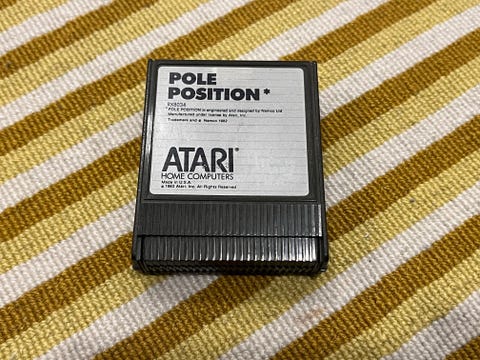 POLE
POSITION*
RX8034
* POLE POSITION is engineered and designed by Namco Ltd
Manufactured under license by Atari, Inc.
Trademark and © Namco 1982
ATARI®
HOME COMPUTERS
Made in U.S.A.
© 1983 Atari, Inc. All Rights Reserved